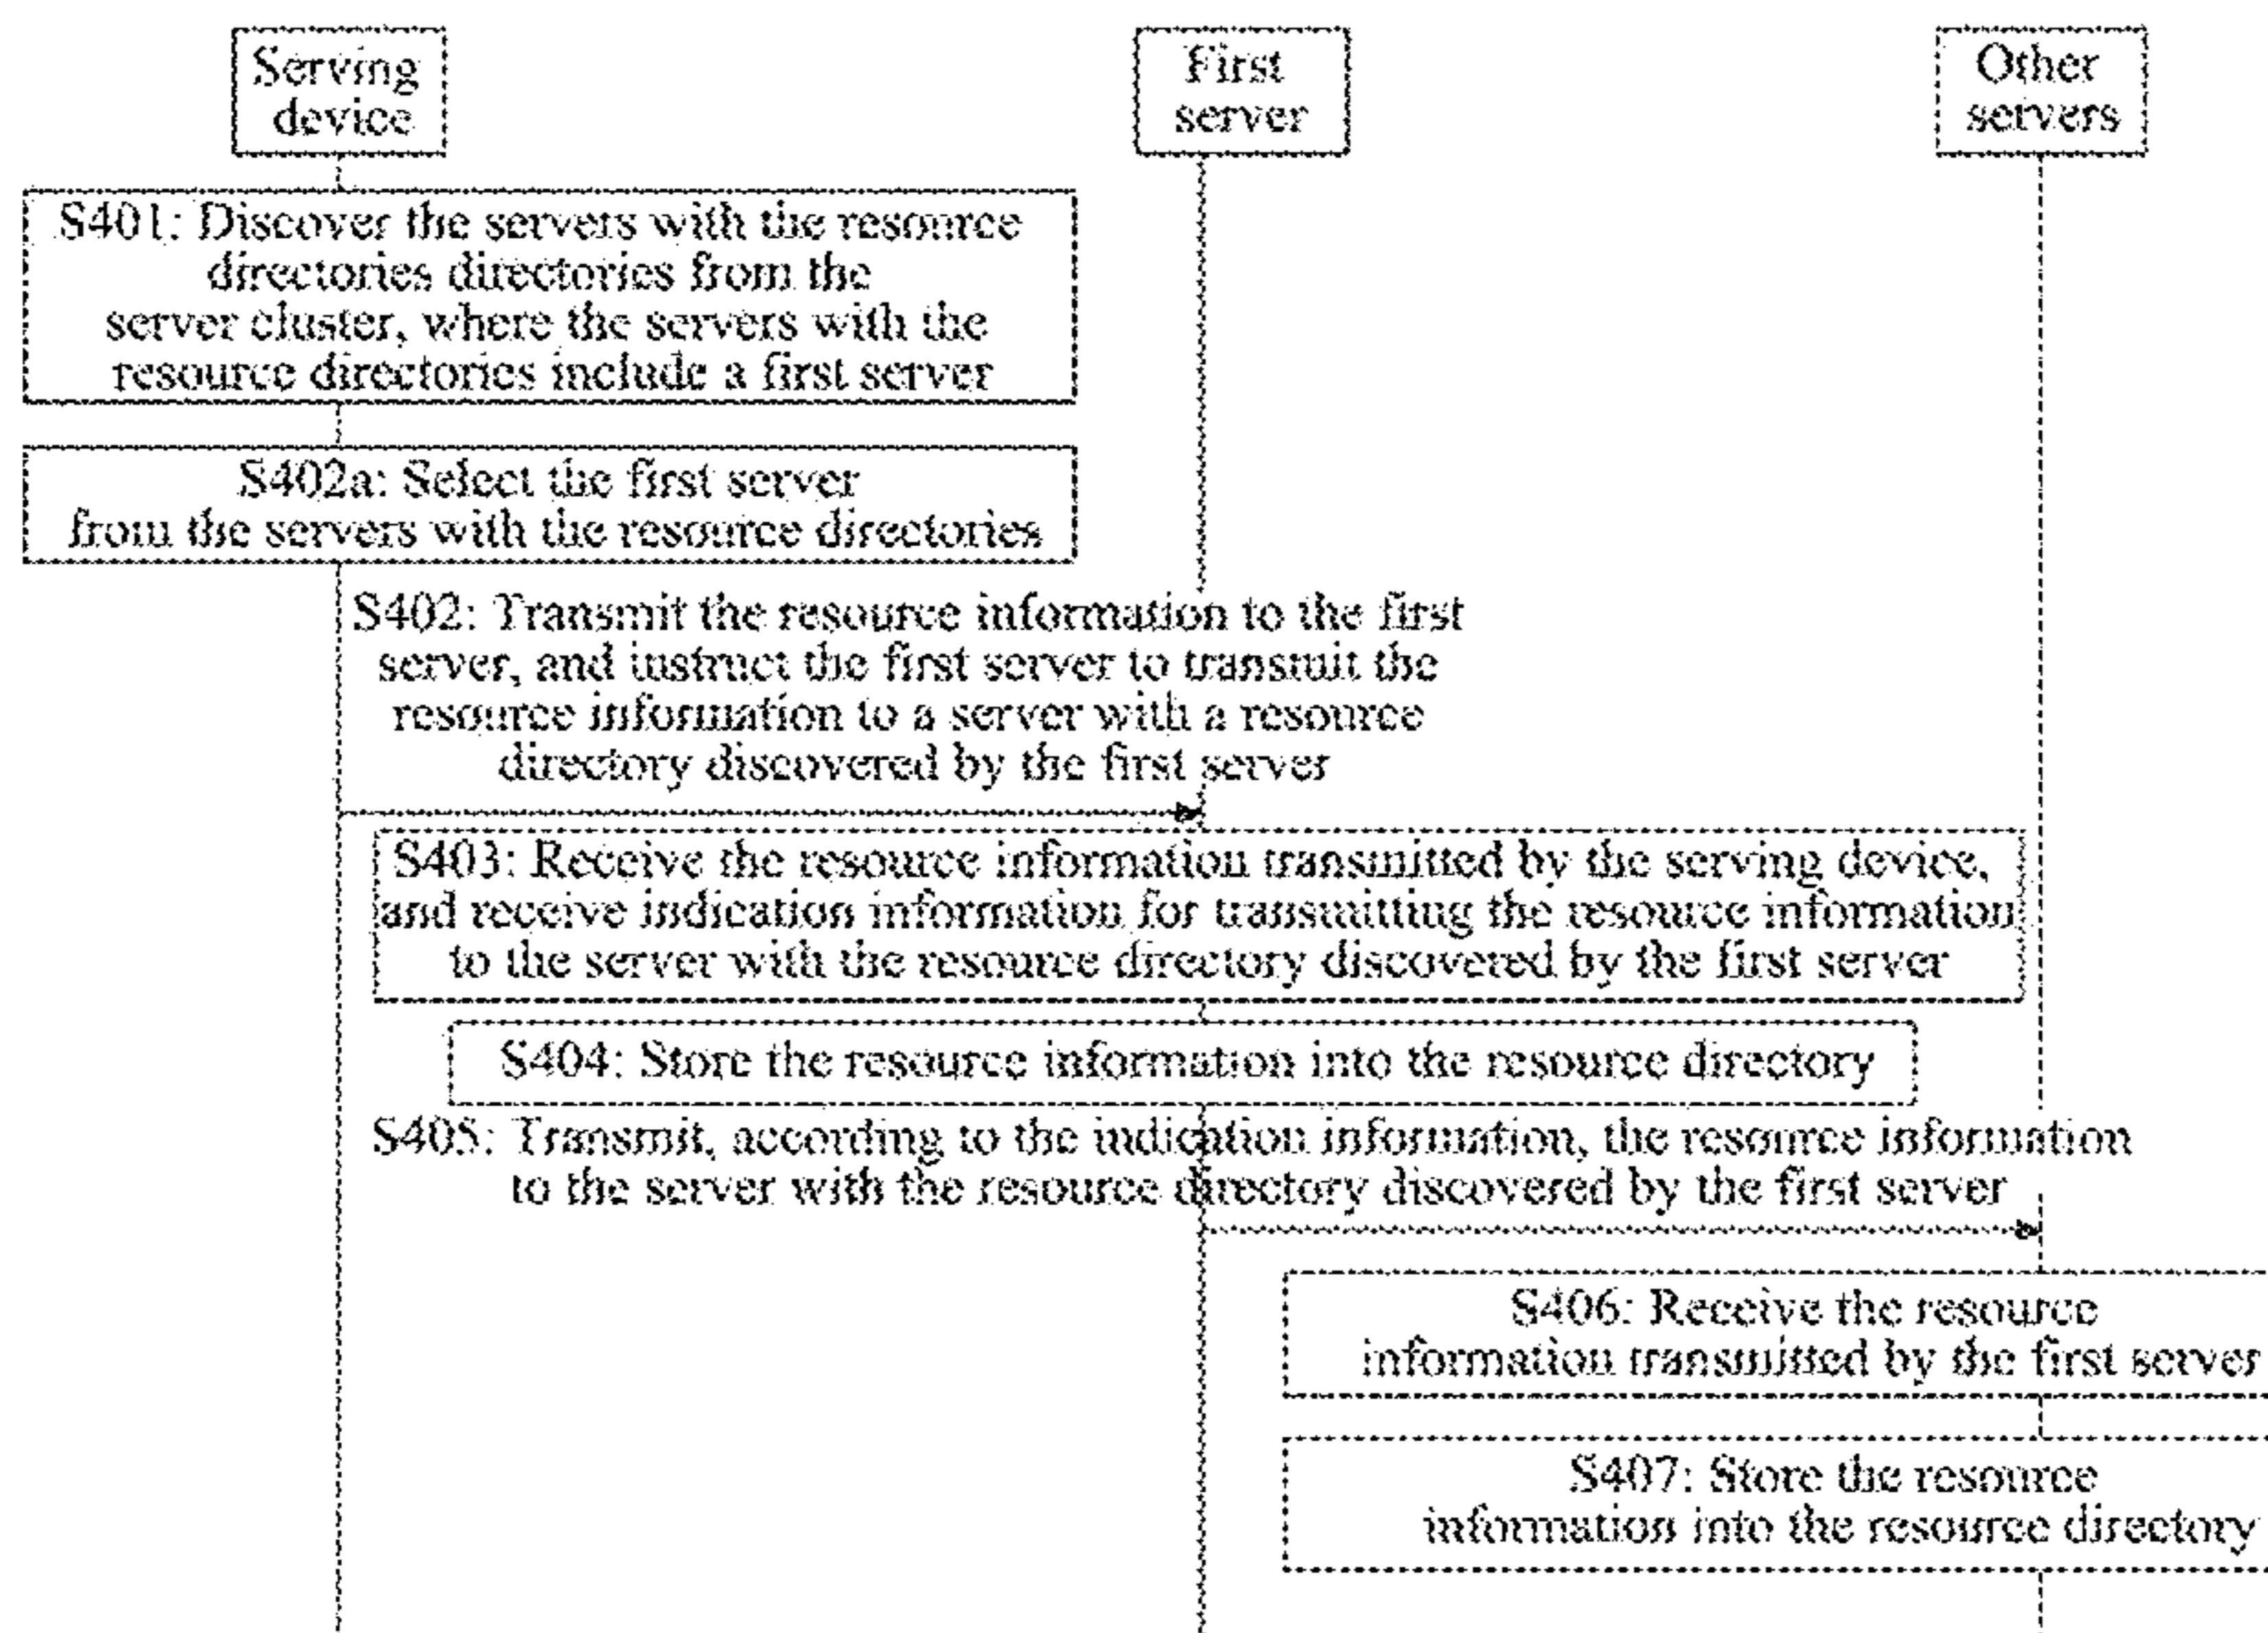 Serving
device
First
server
Other
servers
S401: Discover the servers with the resource
directories directories from the
server cluster, where the servers with the
resource directories include a first server
S402a: Select the first server
from the servers with the resource directories
S402: Transmit the resource information to the first
server, and instruct the first server to transmit the
resource information to a server with a resource
directory discovered by the first server
S403: Receive the resource information transmitted by the serving device,
and receive indication information for transmitting the resource information
to the server with the resource directory discovered by the first server
S404: Store the resource information into the resource directory
S405: Transmit, according to the indication information, the resource information
to the server with the resource directory discovered by the first server
S406: Receive the resource
information transmitted by the first server
S407: Store the resource
information into the resource directory